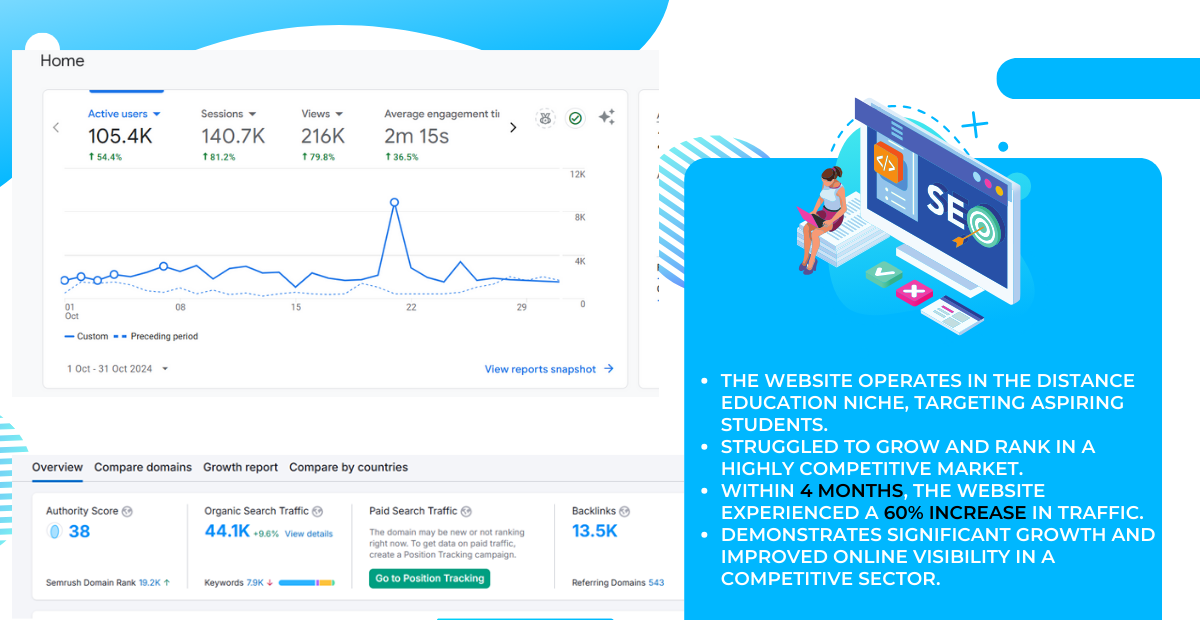 Home
Active users
Sessions
Views
Average engagement ti
105.4K
140.7K
216K
2m 15s
↑ 54.4%
↑ 81.2%
↑ 79.8%
↑ 36.5%
12K
8K
4K
0
01
Oct
08
15
22
29
Custom
Preceding period
1 Oct - 31 Oct 2024
View reports snapshot →
Overview
Compare domains
Growth report
Compare by countries
Authority Score
38
Semrush Domain Rank 19.2K ↑
Organic Search Traffic
44.1K +9.6% View details
Keywords 7.9K ↓
Paid Search Traffic
The domain may be new or not ranking
right now. To get data on paid traffic,
create a Position Tracking campaign.
Go to Position Tracking
Backlinks
13.5K
Referring Domains 543
</>
SE
• THE WEBSITE OPERATES IN THE DISTANCE
EDUCATION NICHE, TARGETING ASPIRING
STUDENTS.
• STRUGGLED TO GROW AND RANK IN A
HIGHLY COMPETITIVE MARKET.
• WITHIN 4 MONTHS, THE WEBSITE
EXPERIENCED A 60% INCREASE IN TRAFFIC.
• DEMONSTRATES SIGNIFICANT GROWTH AND
IMPROVED ONLINE VISIBILITY IN A
COMPETITIVE SECTOR.